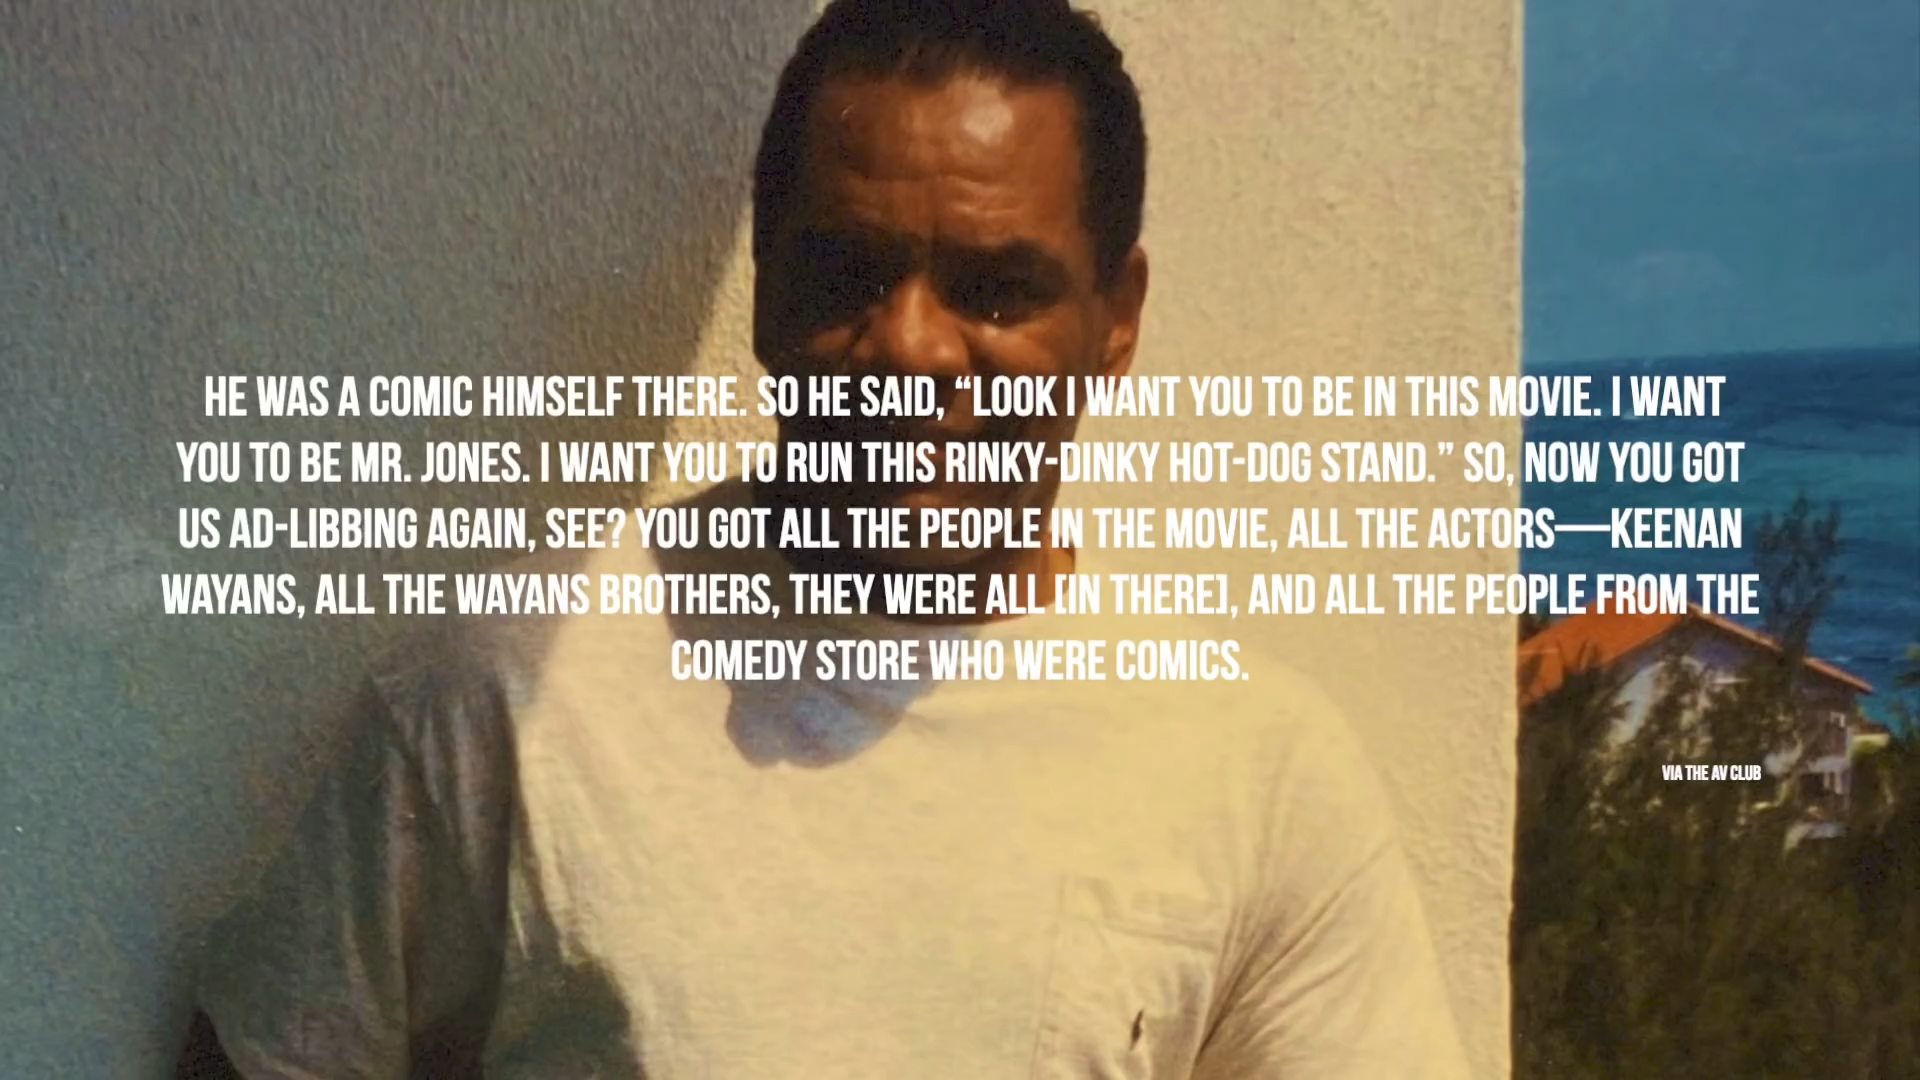 HE WAS A COMIC HIMSELF THERE. SO HE SAID, “LOOK I WANT YOU TO BE IN THIS MOVIE. I WANT
YOU TO BE MR. JONES. I WANT YOU TO RUN THIS RINKY-DINKY HOT-DOG STAND.” SO, NOW YOU GOT
US AD-LIBBING AGAIN, SEE? YOU GOT ALL THE PEOPLE IN THE MOVIE, ALL THE ACTORS—KEENAN
WAYANS, ALL THE WAYANS BROTHERS, THEY WERE ALL [IN THERE], AND ALL THE PEOPLE FROM THE
COMEDY STORE WHO WERE COMICS.
VIA THE AV CLUB